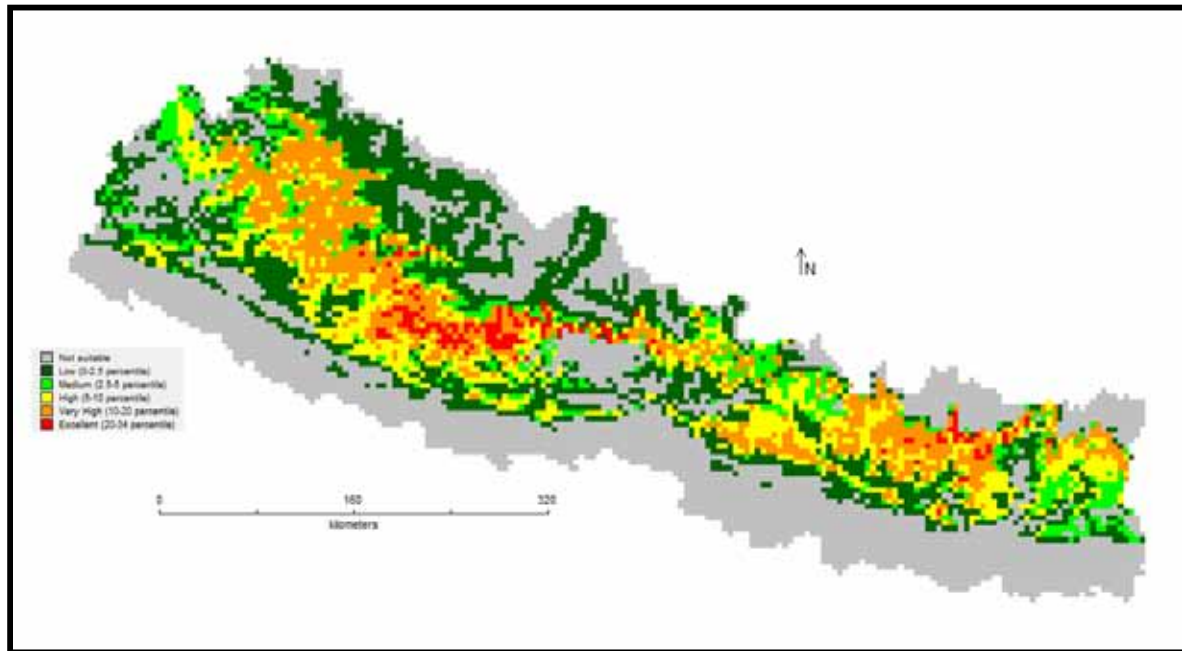 N
Not suitable
Low (0-2.5 percentile)
Medium (2.5-5 percentile)
High (5-10 percentile)
Very High (10-20 percentile)
Excellent (20-34 percentile)
0 160 320
kilometers